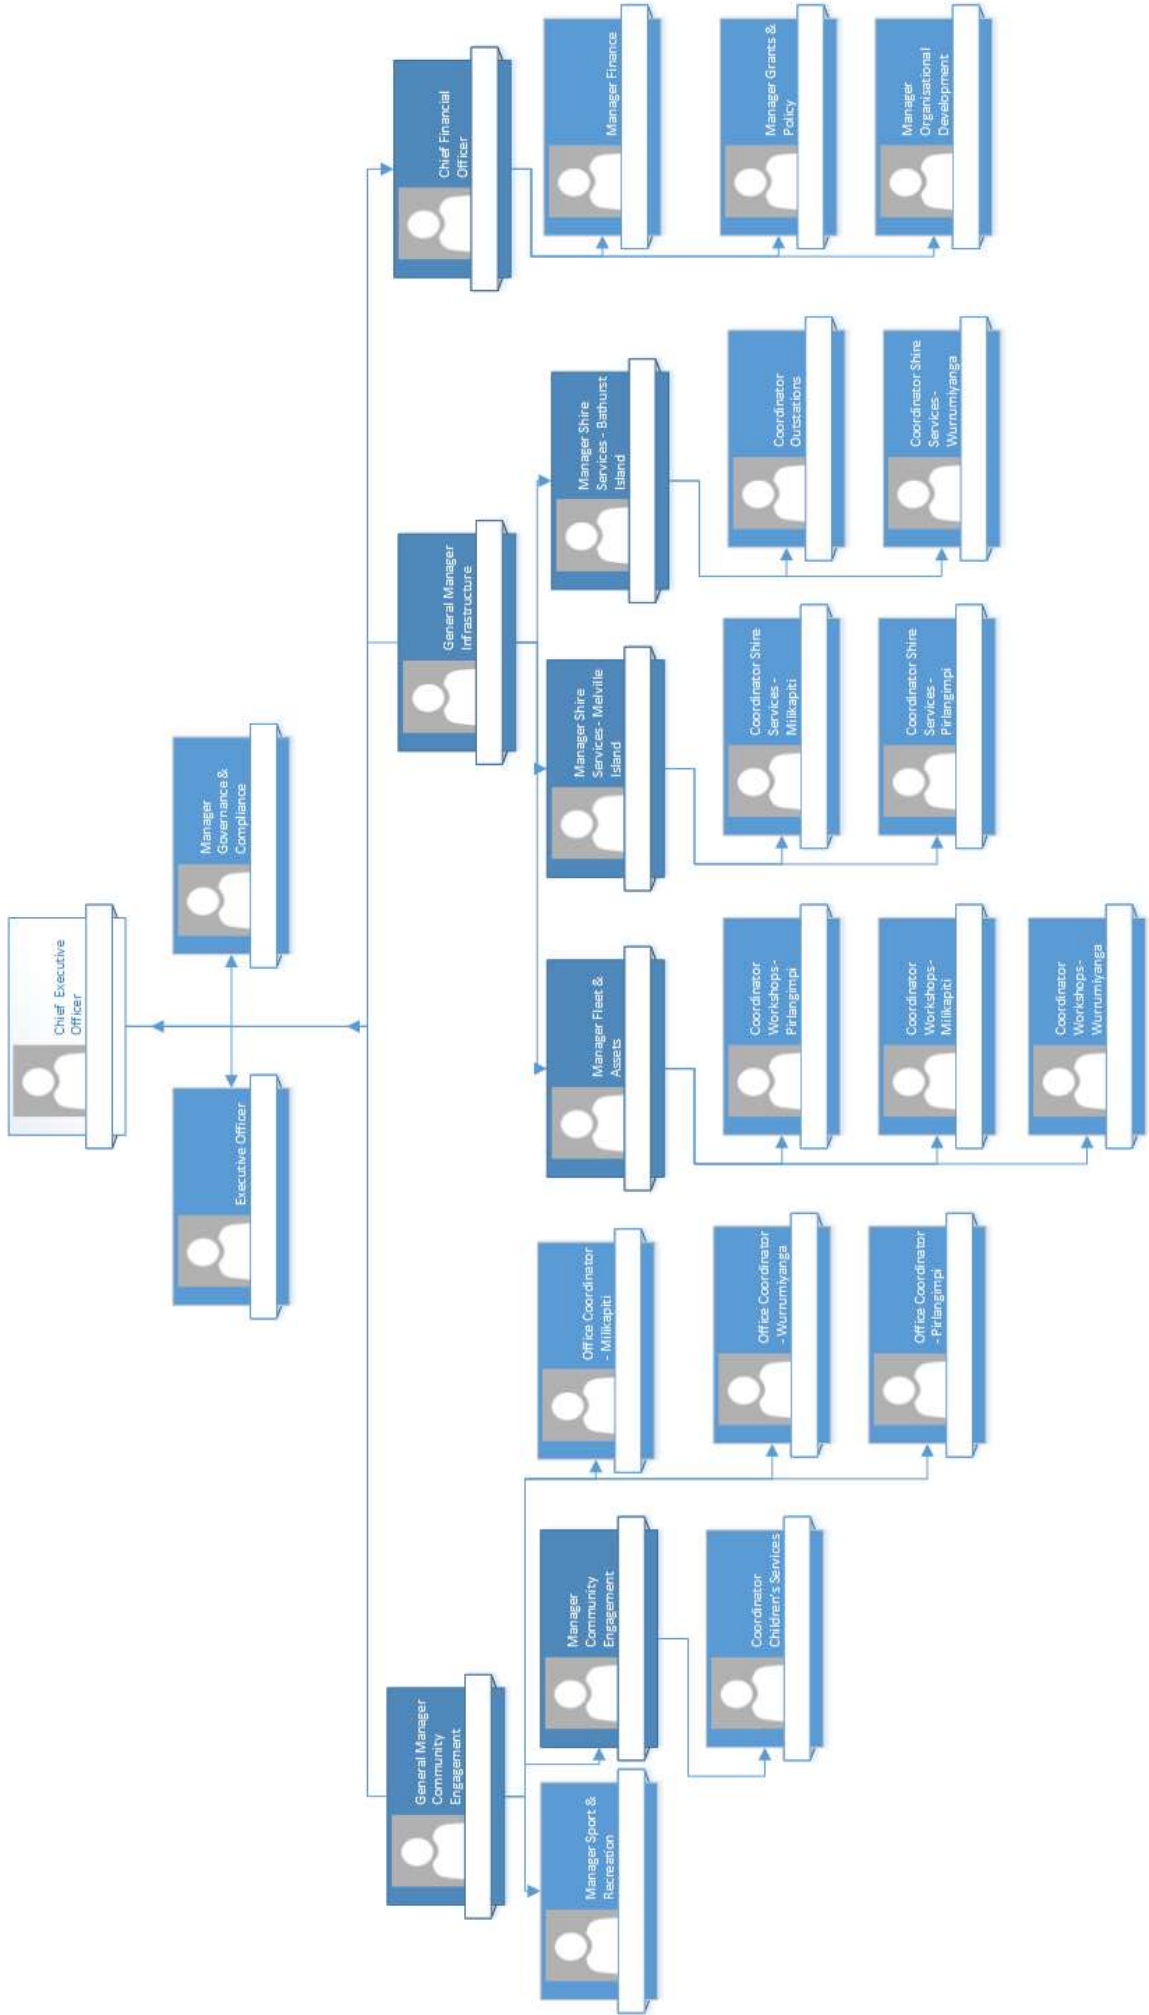 Chief Executive
Officer
Executive Officer
Manager
Governance &
Compliance
General Manager
Community
Engagement
General Manager
Infrastructure
Chief Financial
Officer
Manager Sport &
Recreation
Manager
Community
Engagement
Office Coordinator
- Milikapiti
Manager Fleet &
Assets
Manager Shire
Services - Melville
Island
Manager Shire
Services - Bathurst
Island
Manager Finance
Coordinator
Children's Services
Office Coordinator
- Wurrumiyanga
Coordinator
Workshops-
Pirlangimpi
Coordinator Shire
Services -
Milikapiti
Coordinator
Outstations
Manager Grants &
Policy
Office Coordinator
- Pirlangimpi
Coordinator
Workshops-
Milikapiti
Coordinator Shire
Services -
Pirlangimpi
Coordinator Shire
Services-
Wurrumiyanga
Manager
Organisational
Development
Coordinator
Workshops-
Wurrumiyanga